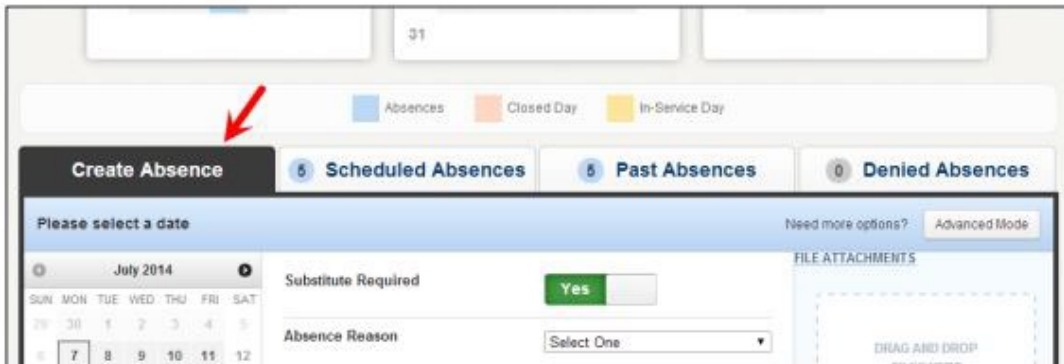 31
Absences Closed Day In-Service Day
Create Absence 5 Scheduled Absences 5 Past Absences 0 Denied Absences
Please select a date Need more options? Advanced Mode
July 2014
SUN MON TUE WED THU FRI SAT
29 30 1 2 3 4 5
6 7 8 9 10 11 12
Substitute Required Yes
Absence Reason Select One
FILE ATTACHMENTS
DRAG AND DROP